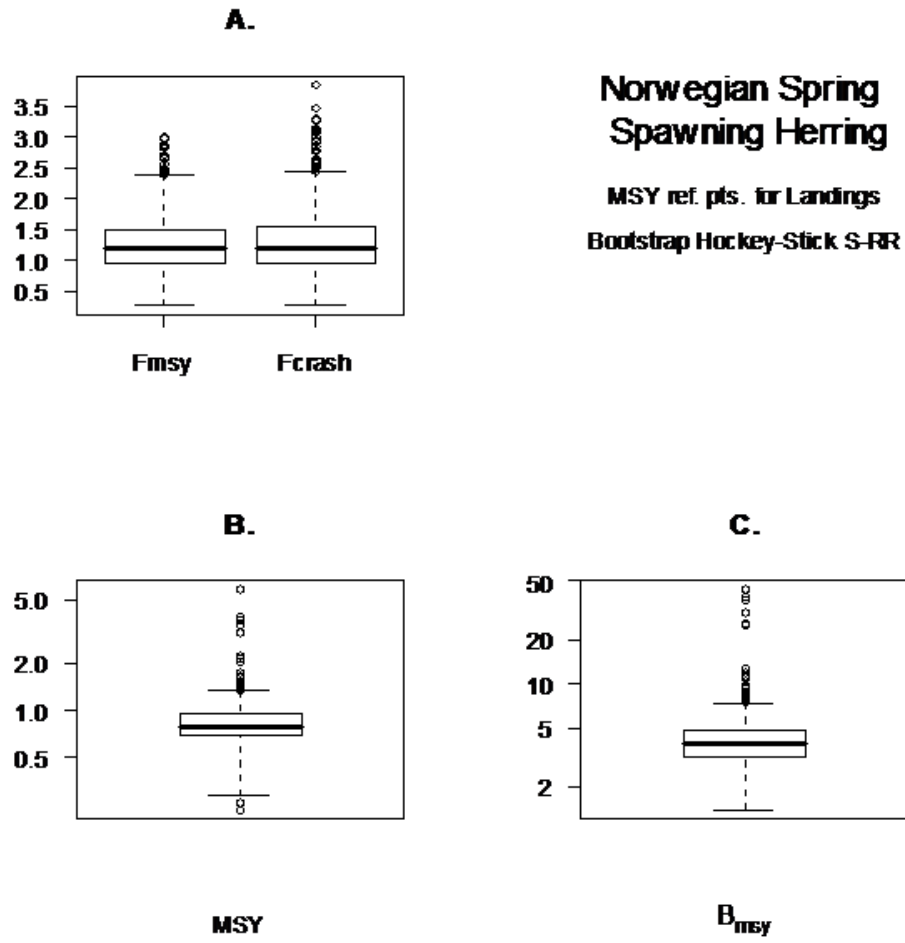 A.
3.5
3.0
2.5
2.0
1.5
1.0
0.5
Fmsy Fcrash
Norwegian Spring
Spawning Herring
MSY ref. pts. for Landings
Bootstrap Hockey-Stick S-RR
B.
5.0
2.0
1.0
0.5
MSY
C.
50
20
10
5
2
Bmsy